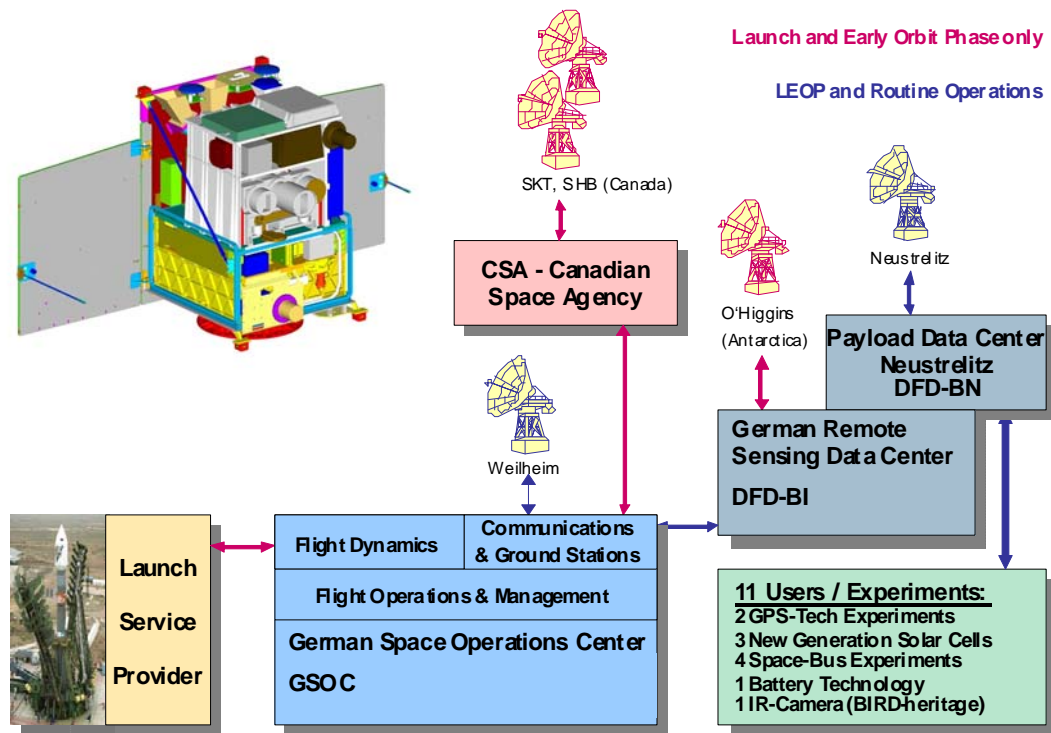 Launch and Early Orbit Phase only
LEOP and Routine Operations
SKT, SHB (Canada)
CSA - Canadian
Space Agency
Neustrelitz
O‘Higgins
(Antarctica)
Payload Data Center
Neustrelitz
DFD-BN
German Remote
Sensing Data Center
DFD-BI
Weilheim
Launch
Service
Provider
Flight Dynamics
Communications
& Ground Stations
Flight Operations & Management
German Space Operations Center
GSOC
11 Users / Experiments:
2 GPS-Tech Experiments
3 New Generation Solar Cells
4 Space-Bus Experiments
1 Battery Technology
1 IR-Camera (BIRD-heritage)